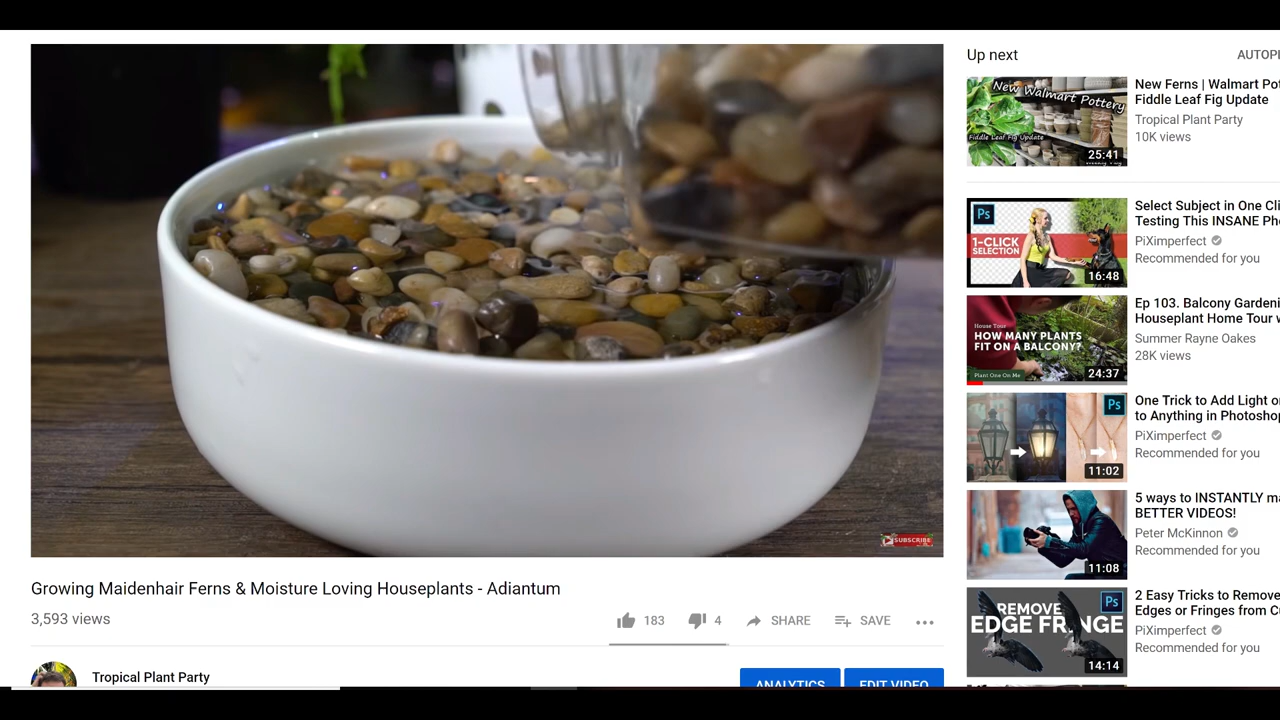 SUBSCRIBE
Growing Maidenhair Ferns & Moisture Loving Houseplants - Adiantum
3,593 views
183
4
SHARE
SAVE
Tropical Plant Party
ANALYTICS
EDIT VIDEO
Up next
AUTOP
New Walmart Pottery
Fiddle Leaf Fig Update
25:41
New Ferns | Walmart Pot
Fiddle Leaf Fig Update
Tropical Plant Party
10K views
Ps
1-CLICK
SELECTION
16:48
Select Subject in One Cli
Testing This INSANE Ph
PiXimperfect
Recommended for you
House Tour
HOW MANY PLANTS
FIT ON A BALCONY?
Plant One On Me
24:37
Ep 103. Balcony Gardeni
Houseplant Home Tour w
Summer Rayne Oakes
28K views
Ps
11:02
One Trick to Add Light o
to Anything in Photosho
PiXimperfect
Recommended for you
11:08
5 ways to INSTANTLY ma
BETTER VIDEOS!
Peter McKinnon
Recommended for you
Ps
REMOVE
EDGE FRINGE
14:14
2 Easy Tricks to Remove
Edges or Fringes from C
PiXimperfect
Recommended for you